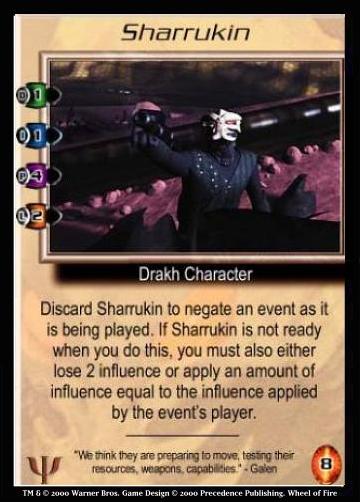 Sharrukin
D 1
I 1
P 4
L 2
Drakh Character
Discard Sharrukin to negate an event as it
is being played. If Sharrukin is not ready
when you do this, you must also either
lose 2 influence or apply an amount of
influence equal to the influence applied
by the event's player.
"We think they are preparing to move, testing their
resources, weapons, capabilities." - Galen
8
TM & © 2000 Warner Bros. Game Design © 2000 Precedence Publishing. Wheel of Fire